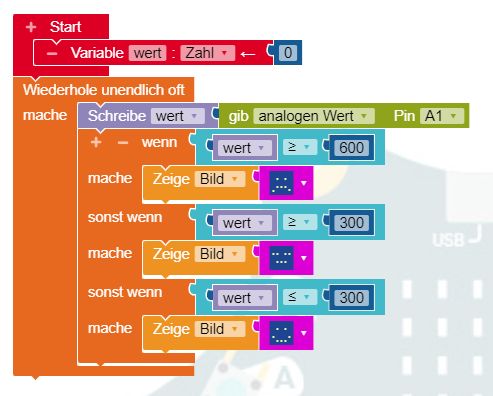 + Start
− Variable wert : Zahl ← 0
Wiederhole unendlich oft
mache Schreibe wert gib analogen Wert Pin A1
+ − wenn wert ≥ 600
mache Zeige Bild
sonst wenn wert ≥ 300
mache Zeige Bild
sonst wenn wert ≤ 300
mache Zeige Bild
USB
A